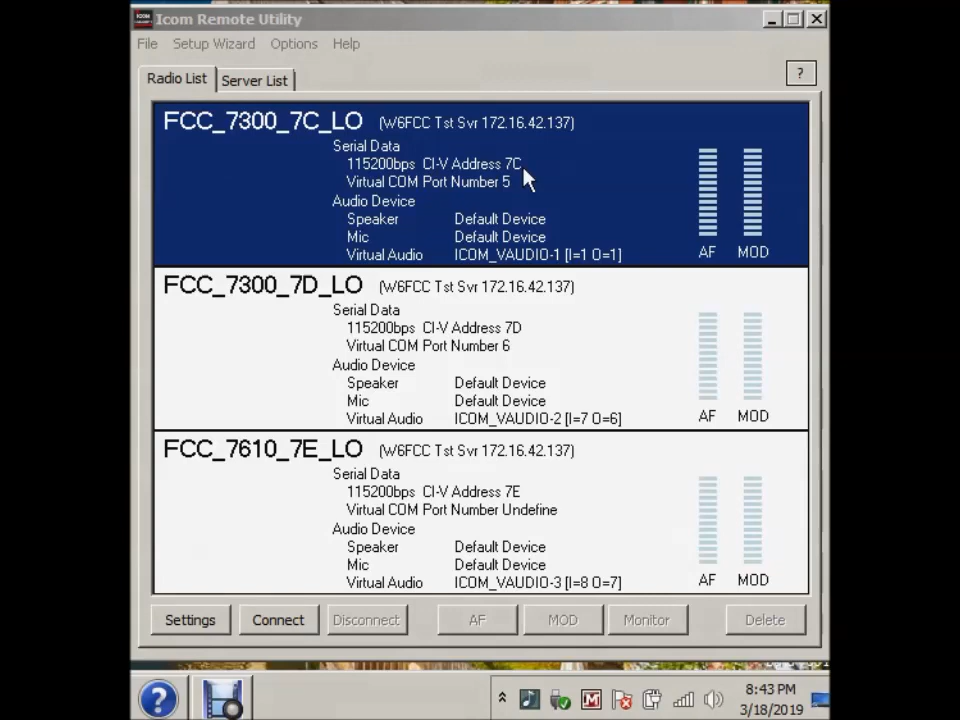 Icom Remote Utility
File Setup Wizard Options Help
Radio List Server List ?
FCC_7300_7C_LO (W6FCC Tst Svr 172.16.42.137)
Serial Data
115200bps CI-V Address 7C
Virtual COM Port Number 5
Audio Device
Speaker Default Device
Mic Default Device
Virtual Audio ICOM_VAUDIO-1 [I=1 O=1]
AF MOD
FCC_7300_7D_LO (W6FCC Tst Svr 172.16.42.137)
Serial Data
115200bps CI-V Address 7D
Virtual COM Port Number 6
Audio Device
Speaker Default Device
Mic Default Device
Virtual Audio ICOM_VAUDIO-2 [I=7 O=6]
AF MOD
FCC_7610_7E_LO (W6FCC Tst Svr 172.16.42.137)
Serial Data
115200bps CI-V Address 7E
Virtual COM Port Number Undefine
Audio Device
Speaker Default Device
Mic Default Device
Virtual Audio ICOM_VAUDIO-3 [I=8 O=7]
AF MOD
Settings Connect Disconnect AF MOD Monitor Delete
8:43 PM
3/18/2019